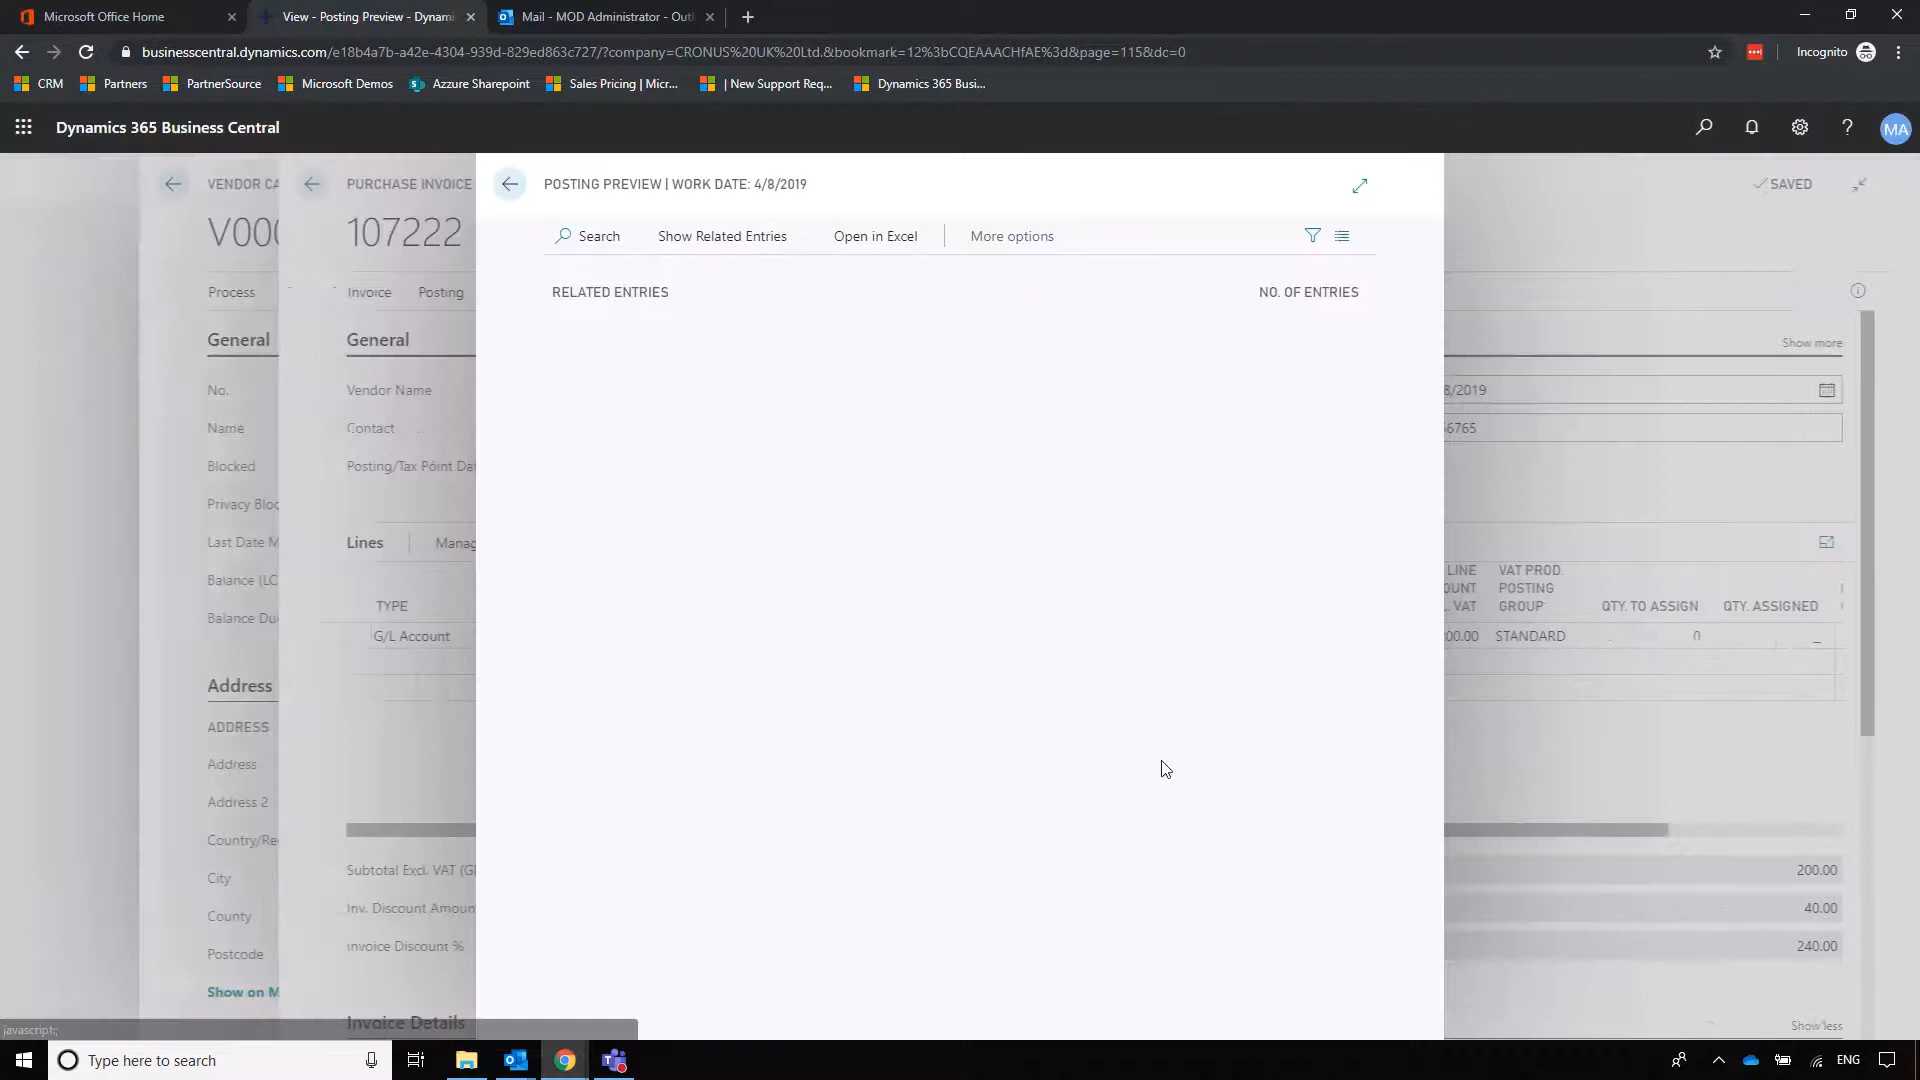 Microsoft Office Home
View - Posting Preview - Dynami
Mail - MOD Administrator - Outl
businesscentral.dynamics.com/e18b4a7b-a42e-4304-939d-829ed863c727/?company=CRONUS%20UK%20Ltd.&bookmark=12%3bCQEAAACHfAE%3d&page=115&dc=0
Incognito
CRM
Partners
PartnerSource
Microsoft Demos
Azzure Sharepoint
Sales Pricing | Micr...
| New Support Req...
Dynamics 365 Busi...
Dynamics 365 Business Central
MA
VENDOR CA
PURCHASE INVOICE
POSTING PREVIEW | WORK DATE: 4/8/2019
SAVED
V000
107222
Search
Show Related Entries
Open in Excel
More options
Process
Invoice
Posting
RELATED ENTRIES
NO. OF ENTRIES
General
General
Show more
No.
Vendor Name
8/2019
Name
Contact
6765
Blocked
Posting/Tax Point Dat
Privacy Bloc
Last Date M
Lines
Manag
Balance (LC
LINE
VAT PROD.
OUNT
POSTING
TYPE
. VAT
GROUP
QTY. TO ASSIGN
QTY. ASSIGNED
Balance Du
G/L Account
00.00
STANDARD
0
_
Address
ADDRESS
Address
Address 2
Country/Re
City
Subtotal Excl. VAT (G
200.00
County
Inv. Discount Amoun
40.00
Postcode
Invoice Discount %
240.00
Show on M
Invoice Details
Show less
javascript:;
Type here to search
ENG